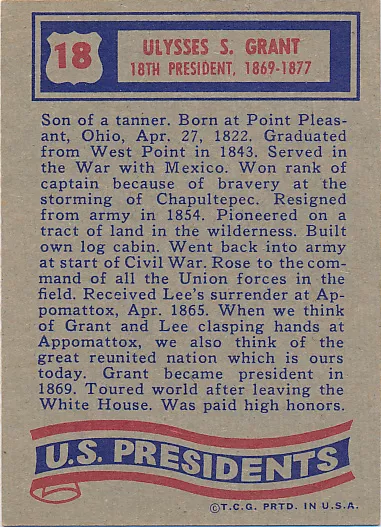 18
ULYSSES S. GRANT
18TH PRESIDENT, 1869-1877
Son of a tanner. Born at Point Pleas-
ant, Ohio, Apr. 27, 1822. Graduated
from West Point in 1843. Served in
the War with Mexico. Won rank of
captain because of bravery at the
storming of Chapultepec. Resigned
from army in 1854. Pioneered on a
tract of land in the wilderness. Built
own log cabin. Went back into army
at start of Civil War. Rose to the com-
mand of all the Union forces in the
field. Received Lee's surrender at Ap-
pomattox, Apr. 1865. When we think
of Grant and Lee clasping hands at
Appomattox, we also think of the
great reunited nation which is ours
today. Grant became president in
1869. Toured world after leaving the
White House. Was paid high honors.
U.S. PRESIDENTS
©T.C.G. PRTD. IN U.S.A.